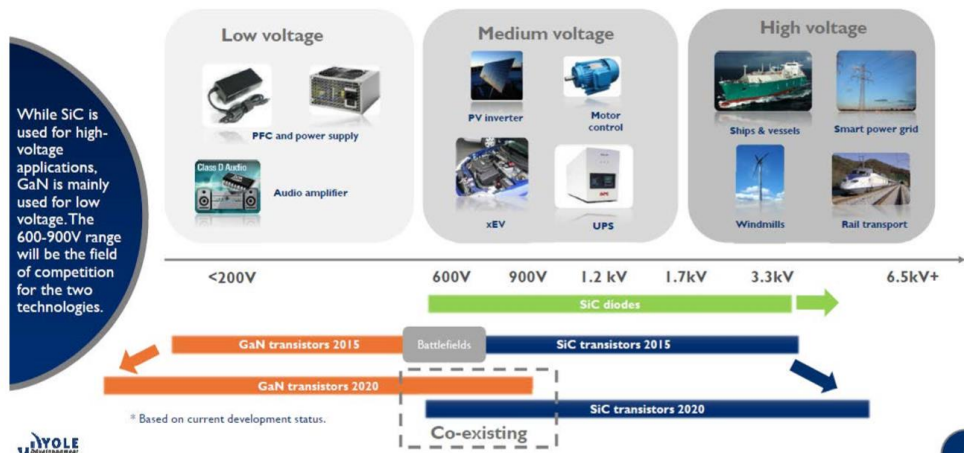 While SiC is
used for high-
voltage
applications,
GaN is mainly
used for low
voltage. The
600-900V range
will be the field
of competition
for the two
technologies.
Low voltage
PFC and power supply
Class D Audio
Audio amplifier
Medium voltage
PV inverter
Motor
control
xEV
UPS
High voltage
Ships & vessels
Smart power grid
Windmills
Rail transport
<200V
600V
900V
1.2 kV
1.7kV
3.3kV
6.5kV+
SiC diodes
GaN transistors 2015
Battlefields
SiC transistors 2015
GaN transistors 2020
SiC transistors 2020
Co-existing
* Based on current development status.
YOLE
Développement